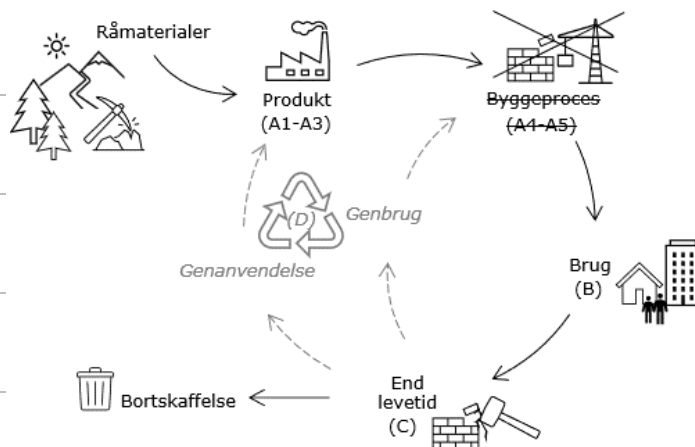 Råmaterialer
Produkt
(A1-A3)
Byggeproces
(A4-A5)
(D)
Genbrug
Genanvendelse
Brug
(B)
End
levetid
(C)
Bortskaffelse